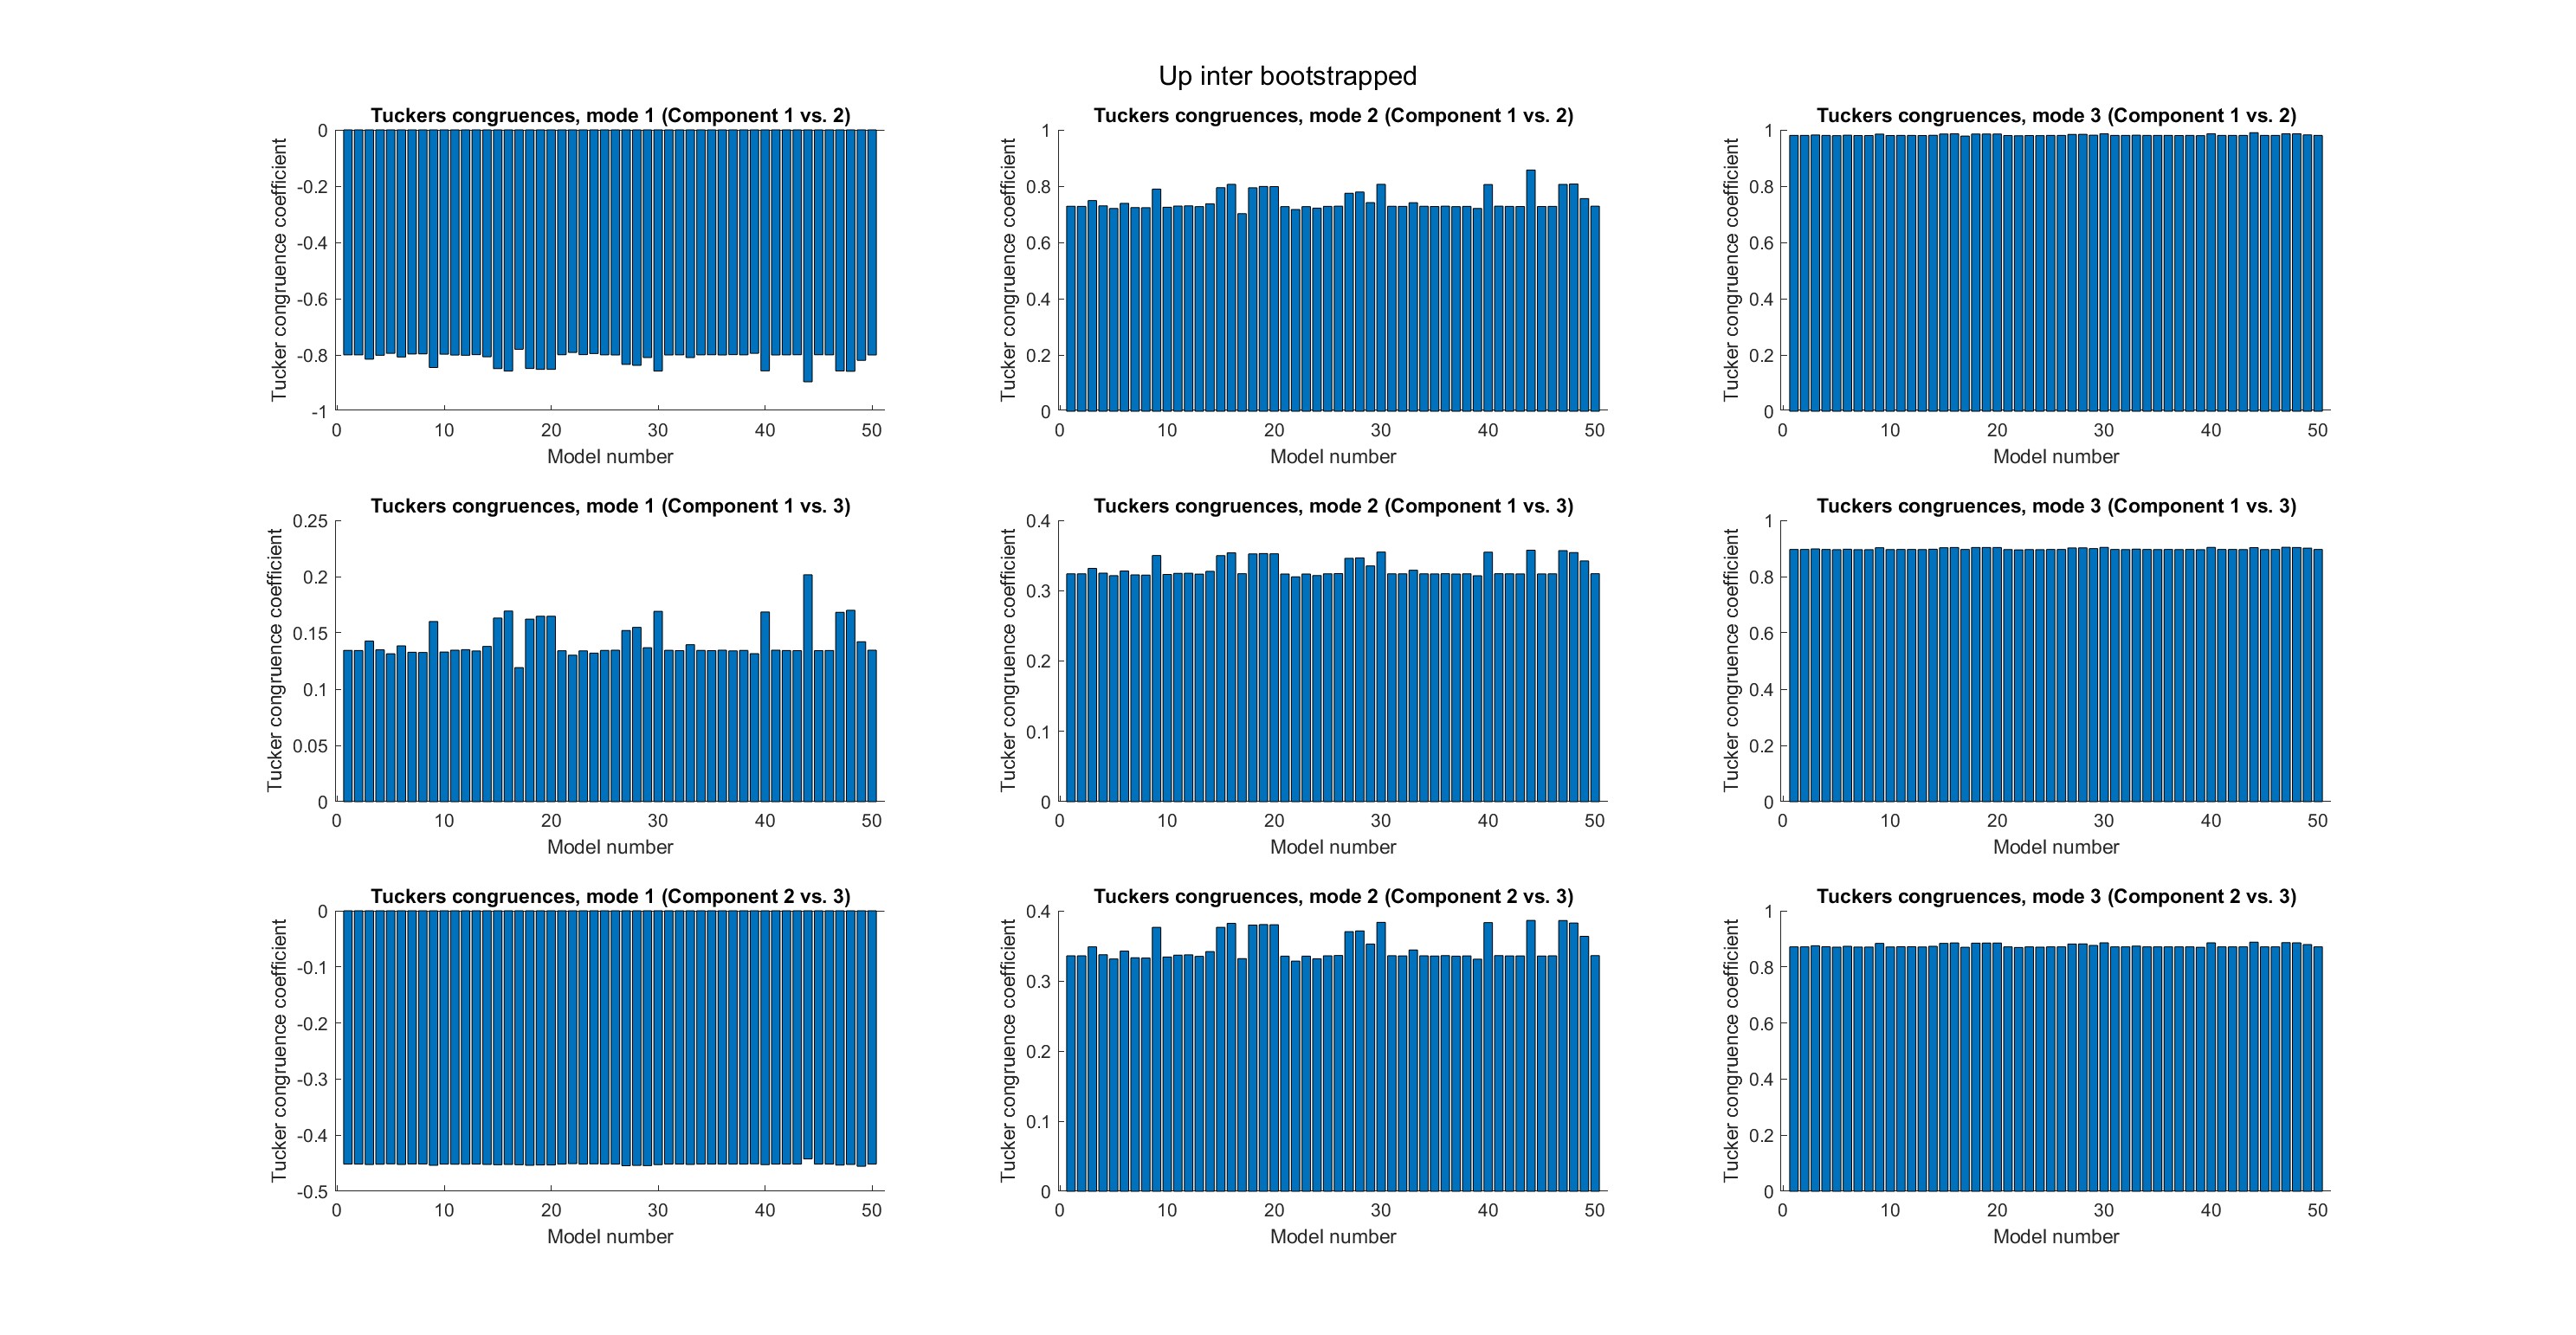 Up inter bootstrapped
Tuckers congruences, mode 1 (Component 1 vs. 2)
Tucker congruence coefficient
0
-0.2
-0.4
-0.6
-0.8
-1
0 10 20 30 40 50
Model number
Tuckers congruences, mode 2 (Component 1 vs. 2)
Tucker congruence coefficient
1
0.8
0.6
0.4
0.2
0
0 10 20 30 40 50
Model number
Tuckers congruences, mode 3 (Component 1 vs. 2)
Tucker congruence coefficient
1
0.8
0.6
0.4
0.2
0
0 10 20 30 40 50
Model number
Tuckers congruences, mode 1 (Component 1 vs. 3)
Tucker congruence coefficient
0.25
0.2
0.15
0.1
0.05
0
0 10 20 30 40 50
Model number
Tuckers congruences, mode 2 (Component 1 vs. 3)
Tucker congruence coefficient
0.4
0.3
0.2
0.1
0
0 10 20 30 40 50
Model number
Tuckers congruences, mode 3 (Component 1 vs. 3)
Tucker congruence coefficient
1
0.8
0.6
0.4
0.2
0
0 10 20 30 40 50
Model number
Tuckers congruences, mode 1 (Component 2 vs. 3)
Tucker congruence coefficient
0
-0.1
-0.2
-0.3
-0.4
-0.5
0 10 20 30 40 50
Model number
Tuckers congruences, mode 2 (Component 2 vs. 3)
Tucker congruence coefficient
0.4
0.3
0.2
0.1
0
0 10 20 30 40 50
Model number
Tuckers congruences, mode 3 (Component 2 vs. 3)
Tucker congruence coefficient
1
0.8
0.6
0.4
0.2
0
0 10 20 30 40 50
Model number